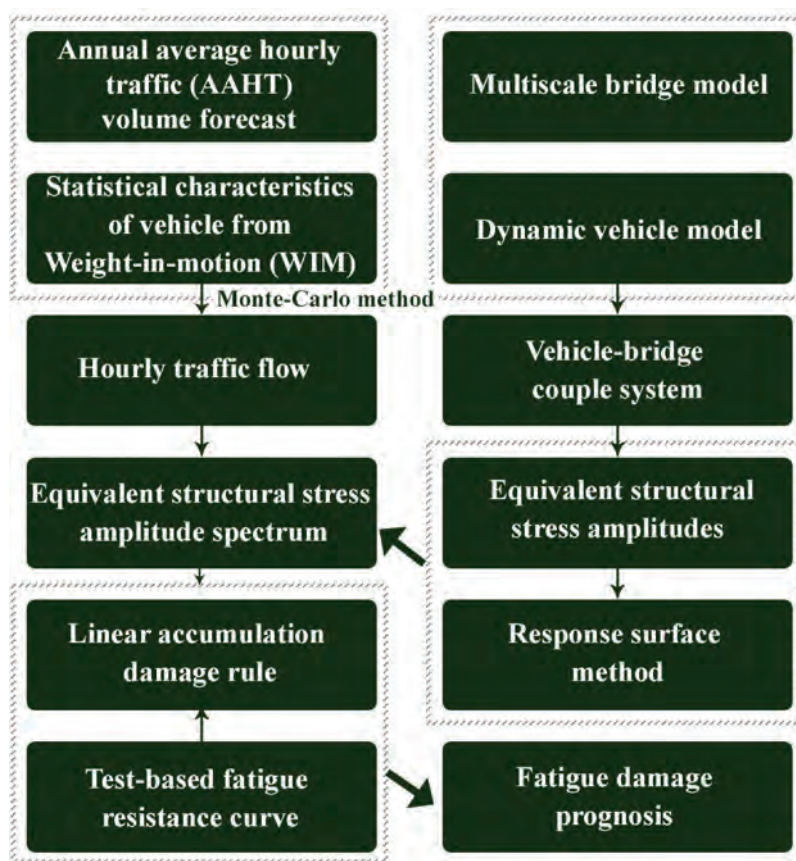 Annual average hourly
traffic (AAHT)
volume forecast
Multiscale bridge model
Statistical characteristics
of vehicle from
Weight-in-motion (WIM)
Dynamic vehicle model
Monte-Carlo method
Hourly traffic flow
Vehicle-bridge
couple system
Equivalent structural stress
amplitude spectrum
Equivalent structural
stress amplitudes
Linear accumulation
damage rule
Response surface
method
Test-based fatigue
resistance curve
Fatigue damage
prognosis